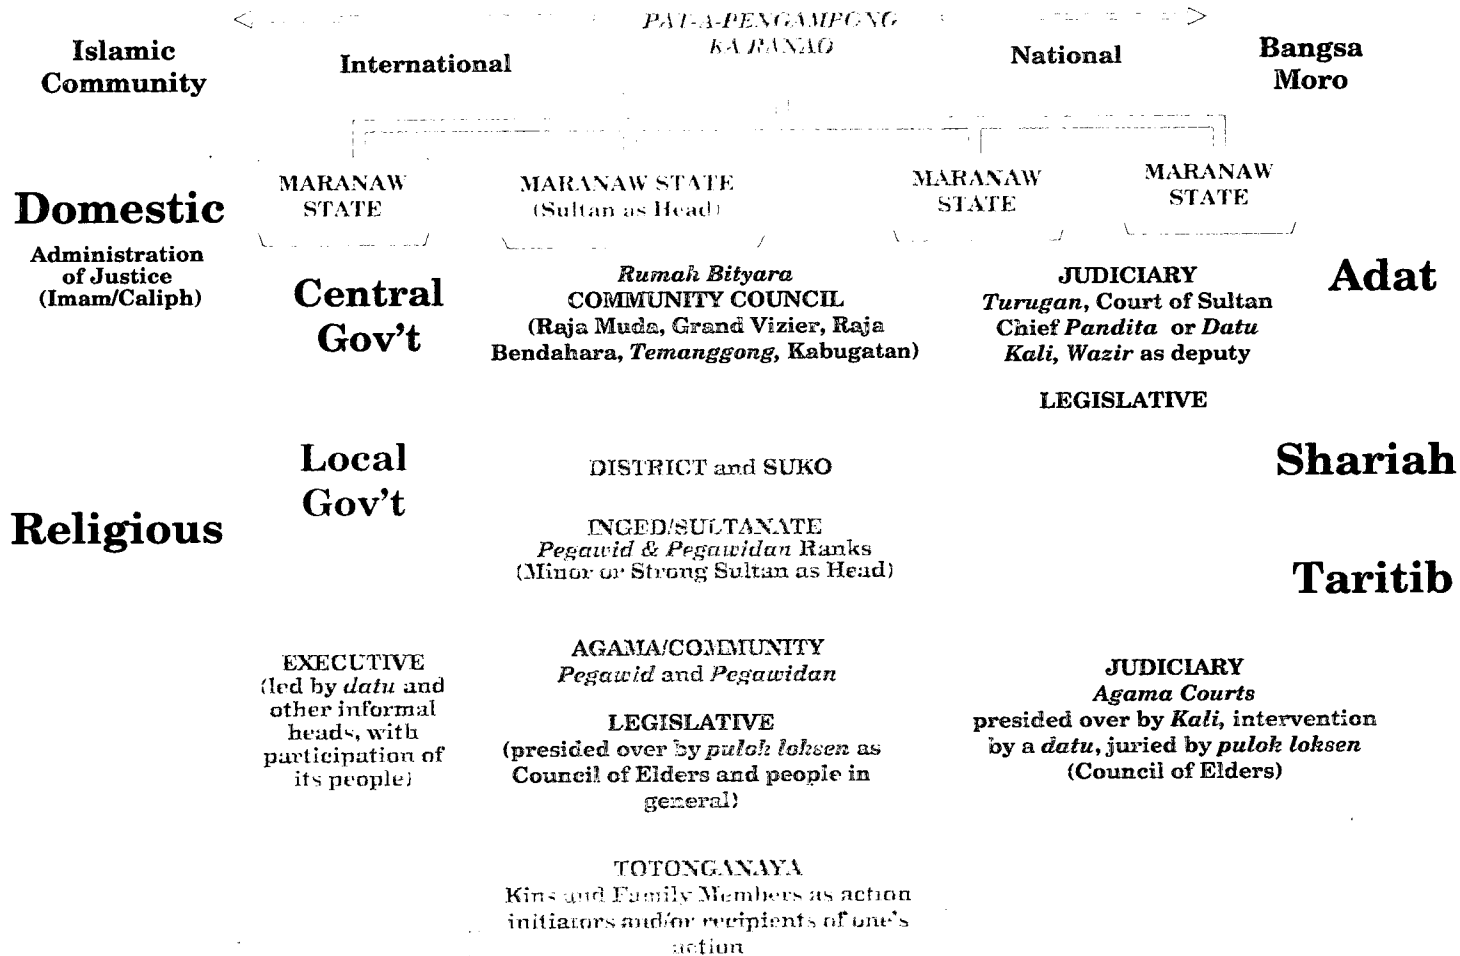 PAT-A-PENGAMPONG
KA RANAO
Islamic
Community
International
National
Bangsa
Moro
MARANAW
STATE
MARANAW STATE
(Sultan as Head)
MARANAW
STATE
MARANAW
STATE
Domestic
Administration
of Justice
(Imam/Caliph)
Central
Gov't
Rumah Bityara
COMMUNITY COUNCIL
(Raja Muda, Grand Vizier, Raja
Bendahara, Temanggong, Kabugatan)
JUDICIARY
Turugan, Court of Sultan
Chief Pandita or Datu
Kali, Wazir as deputy
LEGISLATIVE
Adat
Local
Gov't
DISTRICT and SUKO
Shariah
Religious
INGED/SULTANATE
Pegawid & Pegawidan Ranks
(Minor or Strong Sultan as Head)
Taritib
EXECUTIVE
(led by datu and
other informal
heads, with
participation of
its people)
AGAMA/COMMUNITY
Pegawid and Pegawidan
LEGISLATIVE
(presided over by pulok loksen as
Council of Elders and people in
general)
JUDICIARY
Agama Courts
presided over by Kali, intervention
by a datu, juried by pulok loksen
(Council of Elders)
TOTONGANAYA
Kins and Family Members as action
initiators and/or recipients of one's
action